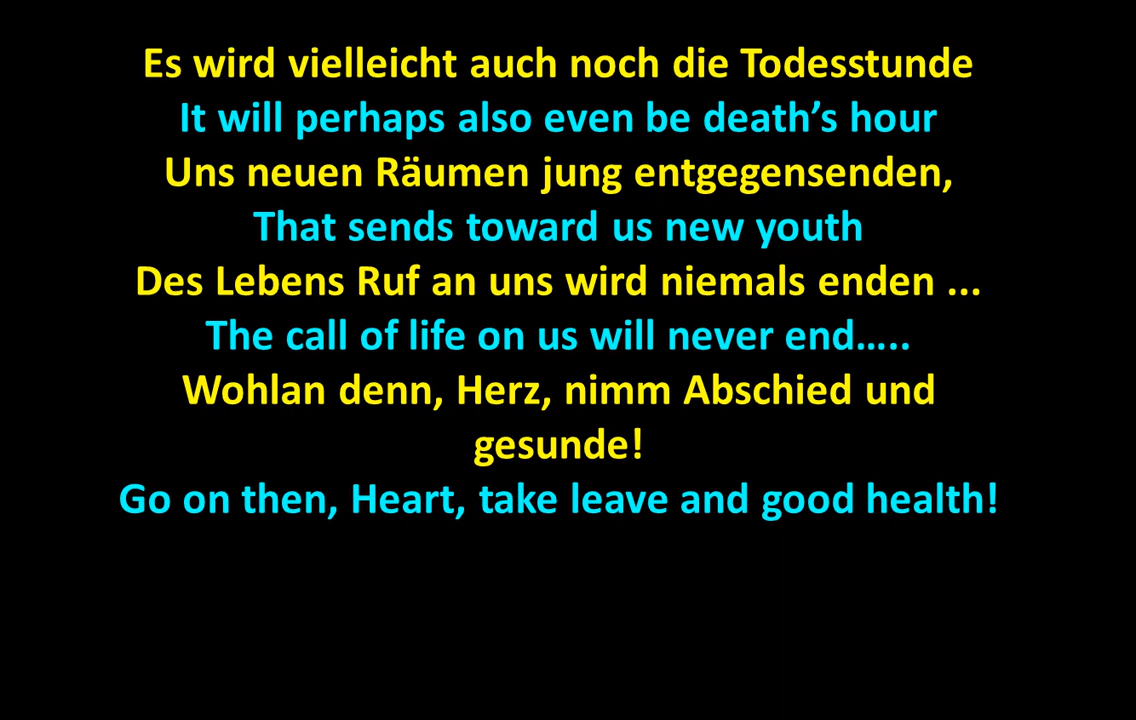 Es wird vielleicht auch noch die Todesstunde
It will perhaps also even be death’s hour
Uns neuen Räumen jung entgegensenden,
That sends toward us new youth
Des Lebens Ruf an uns wird niemals enden ...
The call of life on us will never end…..
Wohlan denn, Herz, nimm Abschied und
gesunde!
Go on then, Heart, take leave and good health!